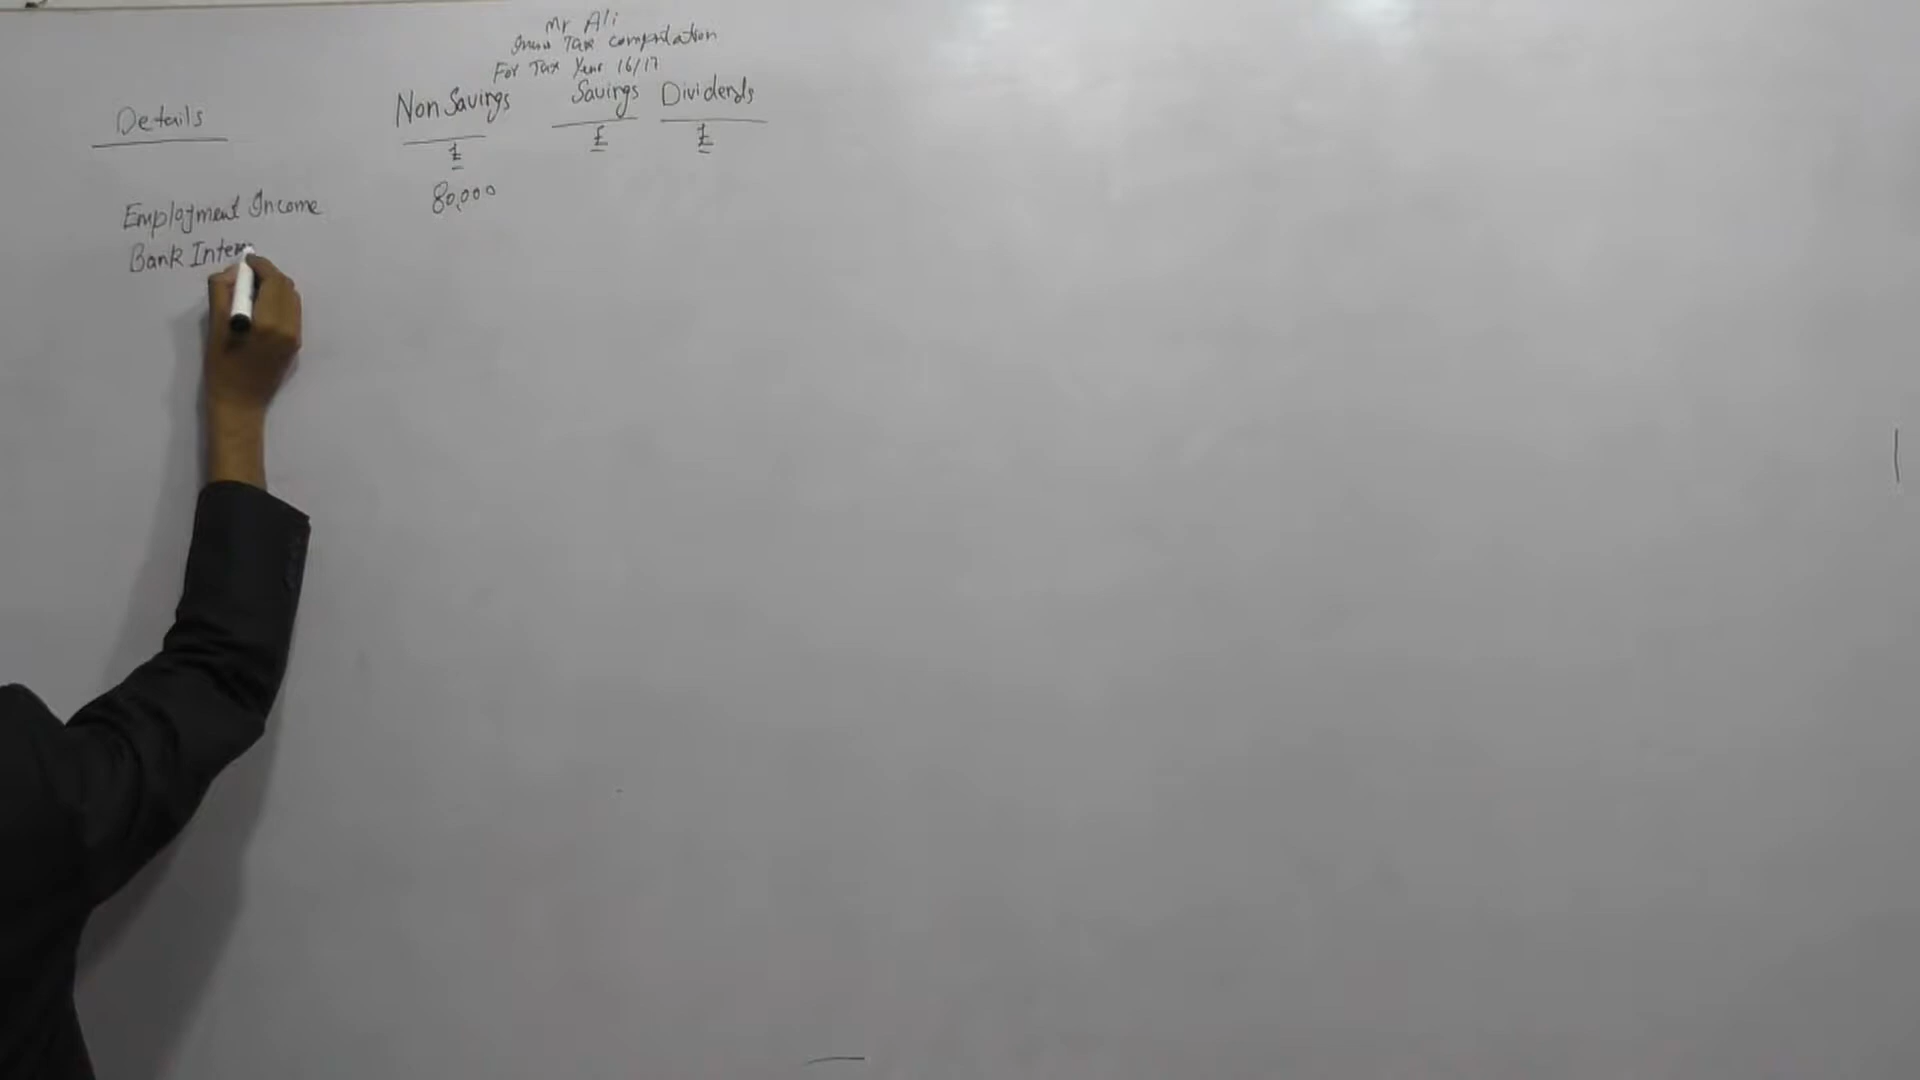 Mr Ali
Income Tax computation
For Tax Year 16/17
Details Non Savings Savings Dividends
£ £ £
Employment Income 80,000
Bank Inter